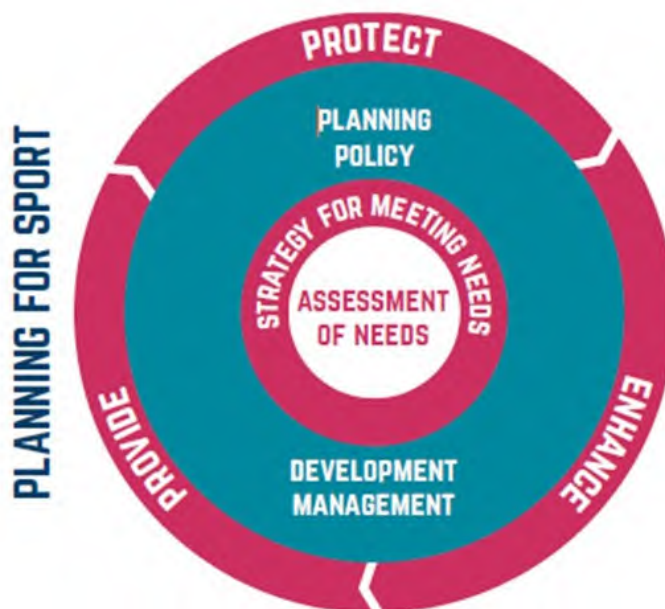 PLANNING FOR SPORT
PROTECT
PLANNING
POLICY
STRATEGY FOR MEETING NEEDS
ASSESSMENT
OF NEEDS
DEVELOPMENT
MANAGEMENT
PROVIDE
ENHANCE